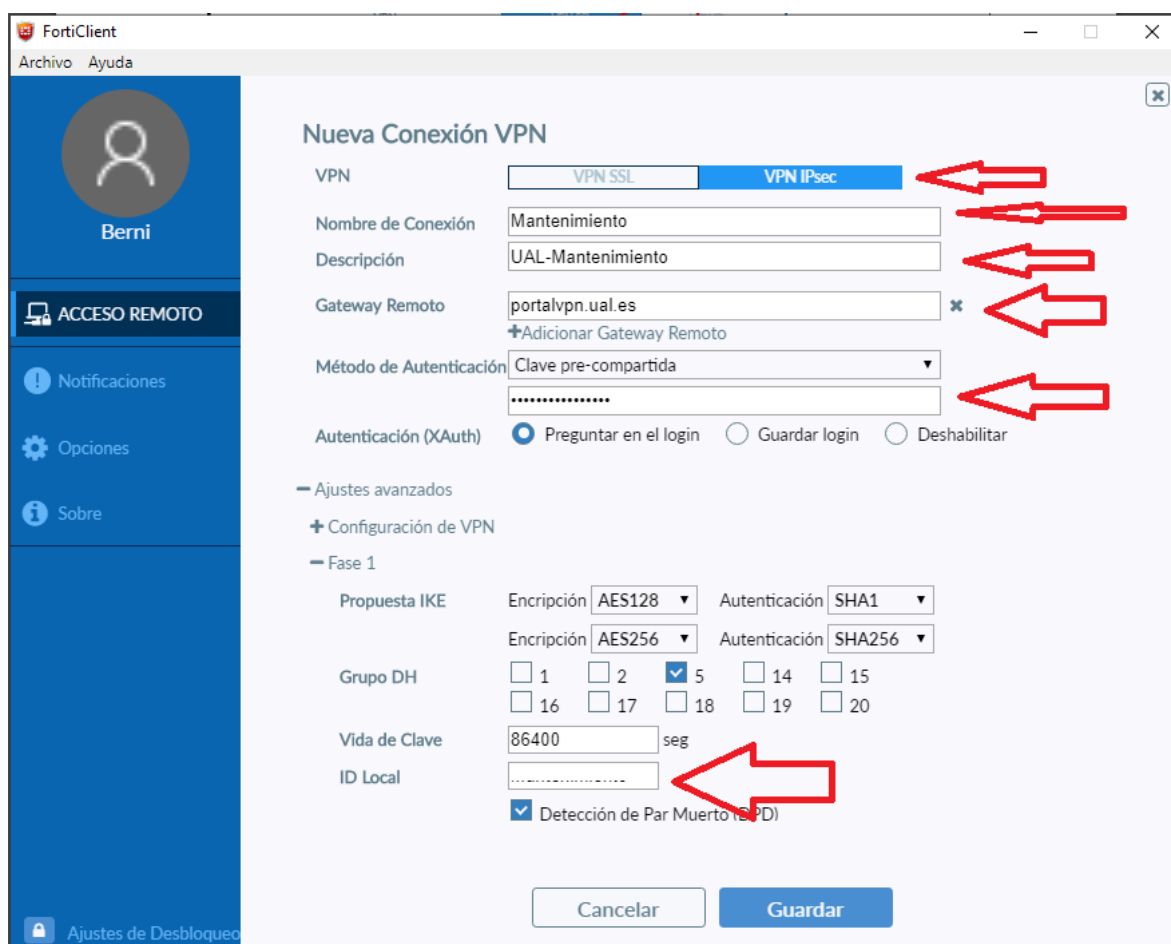 FortiClient
Archivo Ayuda
Nueva Conexión VPN
VPN VPN SSL VPN IPsec
Berni
Nombre de Conexión Mantenimiento
Descripción UAL-Mantenimiento
ACCESO REMOTO
Gateway Remoto portalvpn.ual.es
+Adicionar Gateway Remoto
Método de Autenticación Clave pre-compartida
••••••••••••••••
Notificaciones
Autenticación (XAuth) Preguntar en el login Guardar login Deshabilitar
Opciones
Ajustes avanzados
Sobre
+ Configuración de VPN
Fase 1
Propuesta IKE Encripción AES128 Autenticación SHA1
Encripción AES256 Autenticación SHA256
Grupo DH 1 2 5 14 15
16 17 18 19 20
Vida de Clave 86400 seg
ID Local
Detección de Par Muerto (DPD)
Cancelar Guardar
Ajustes de Desbloqueo